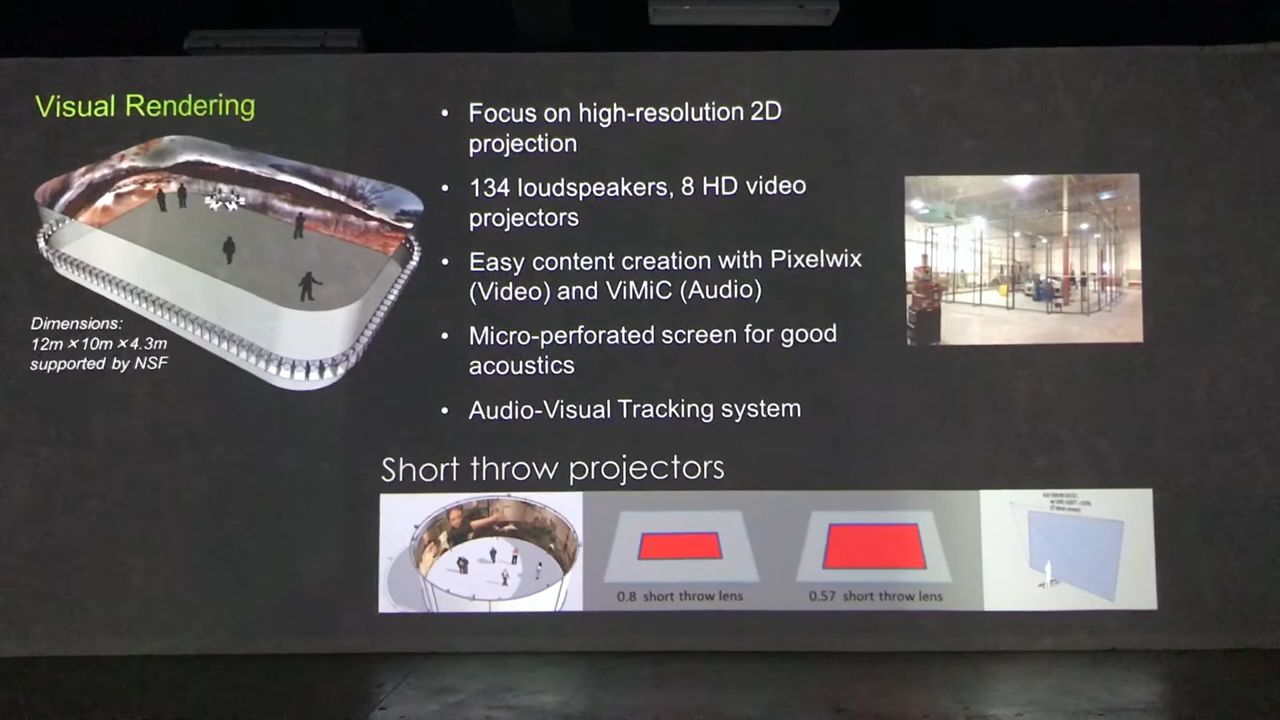 Visual Rendering
Dimensions:
12m ×10m ×4.3m
supported by NSF
• Focus on high-resolution 2D
projection
• 134 loudspeakers, 8 HD video
projectors
• Easy content creation with Pixelwix
(Video) and ViMiC (Audio)
• Micro-perforated screen for good
acoustics
• Audio-Visual Tracking system
Short throw projectors
0.8 short throw lens
0.57 short throw lens